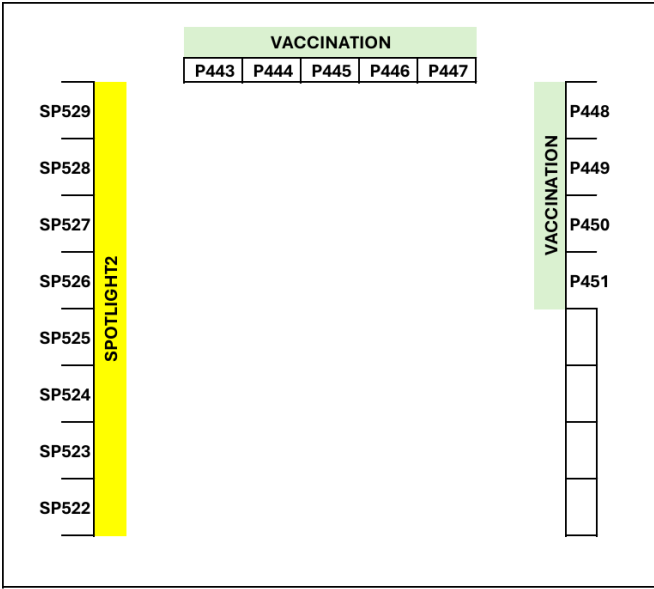 VACCINATION
P443 P444 P445 P446 P447
SP529
SP528
SP527
SP526
SP525
SP524
SP523
SP522
SPOTLIGHT2
VACCINATION
P448
P449
P450
P451